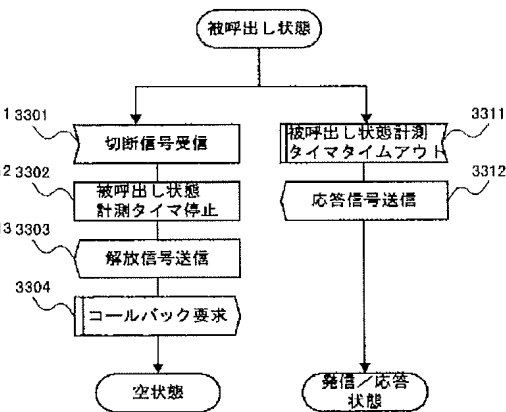 被呼出し状態
1 3301
切断信号受信
被呼出し状態計測
タイマタイムアウト
3311
12 3302
被呼出し状態
計測タイマ停止
応答信号送信
3312
13 3303
解放信号送信
3304
コールバック要求
空状態
発信/応答
状態